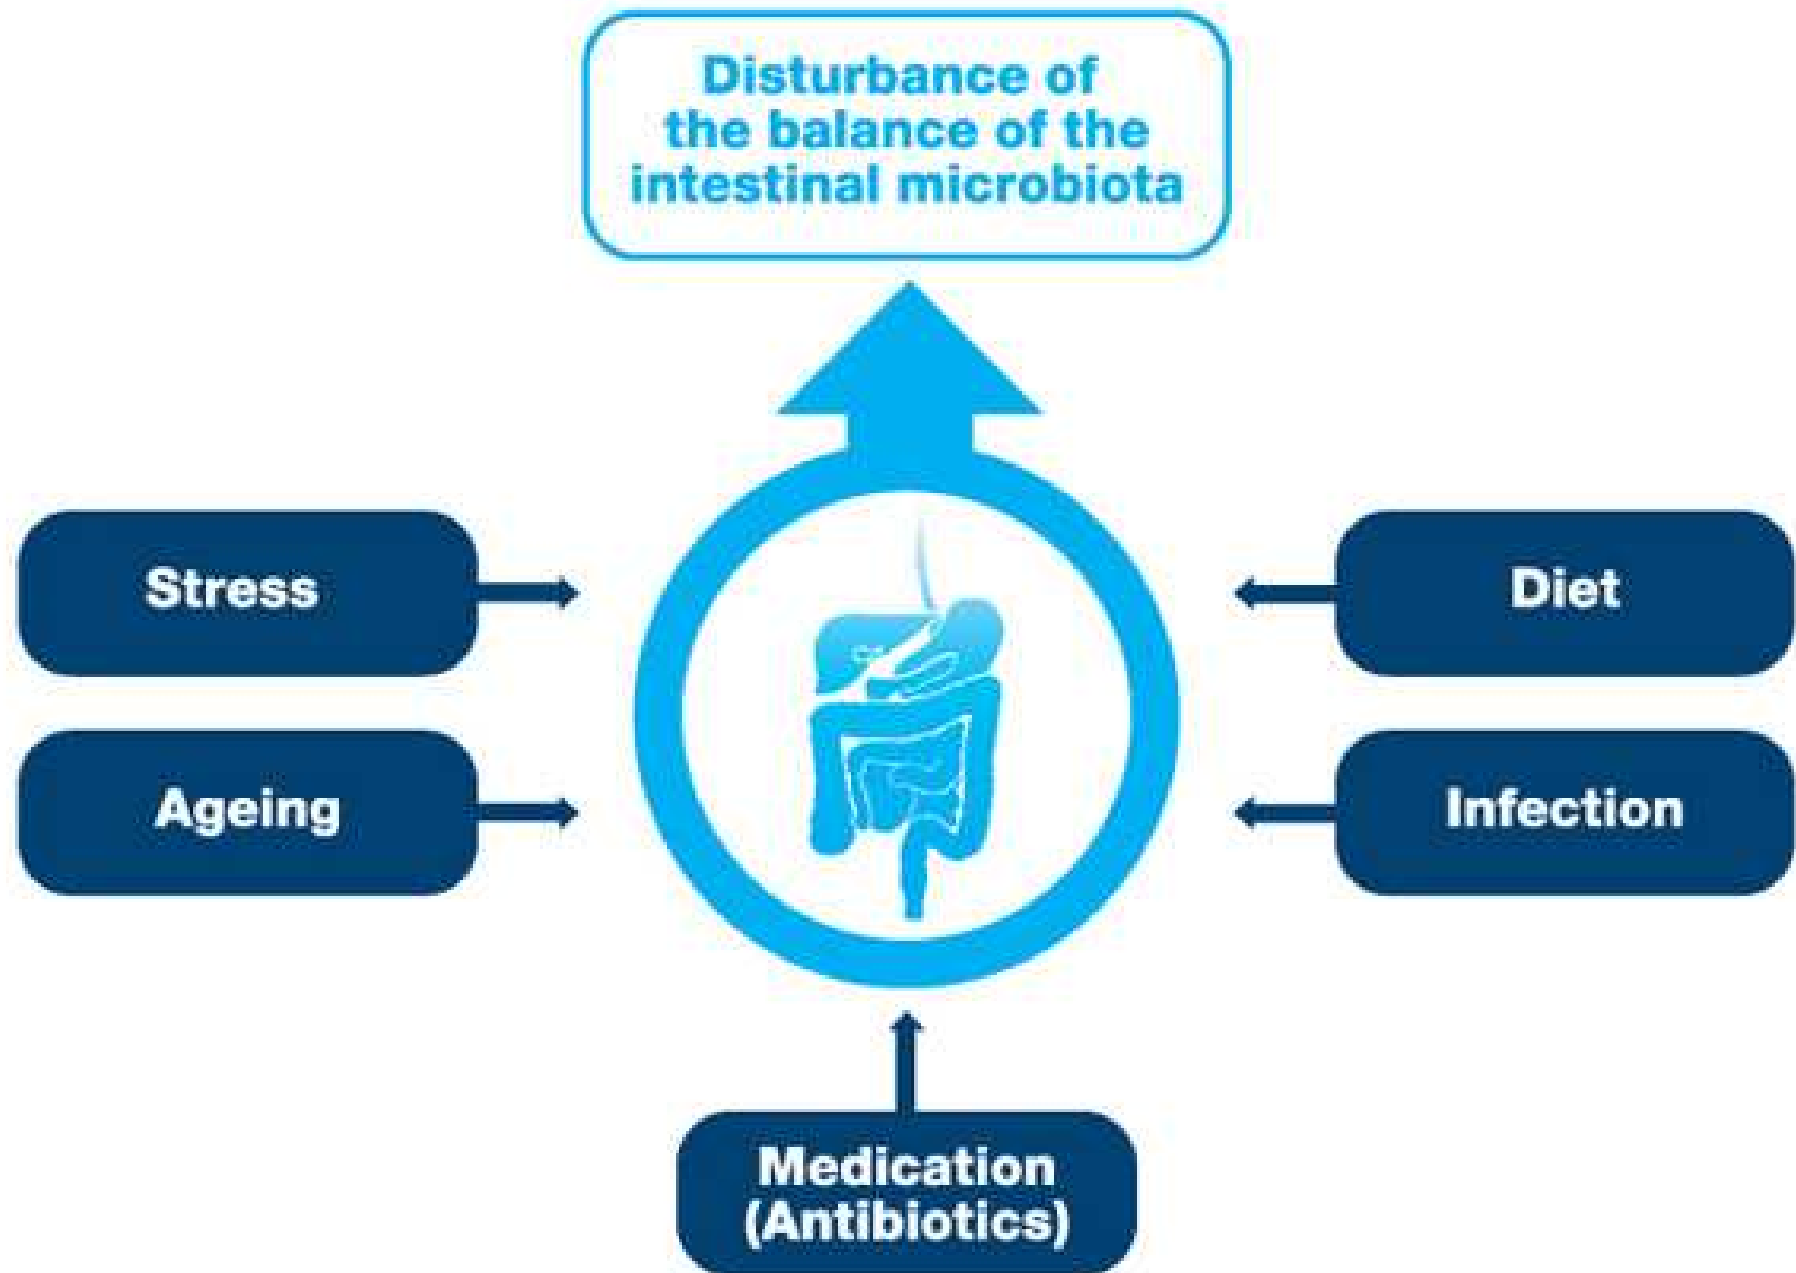 Disturbance of
the balance of the
intestinal microbiota
Stress
Diet
Ageing
Infection
Medication
(Antibiotics)